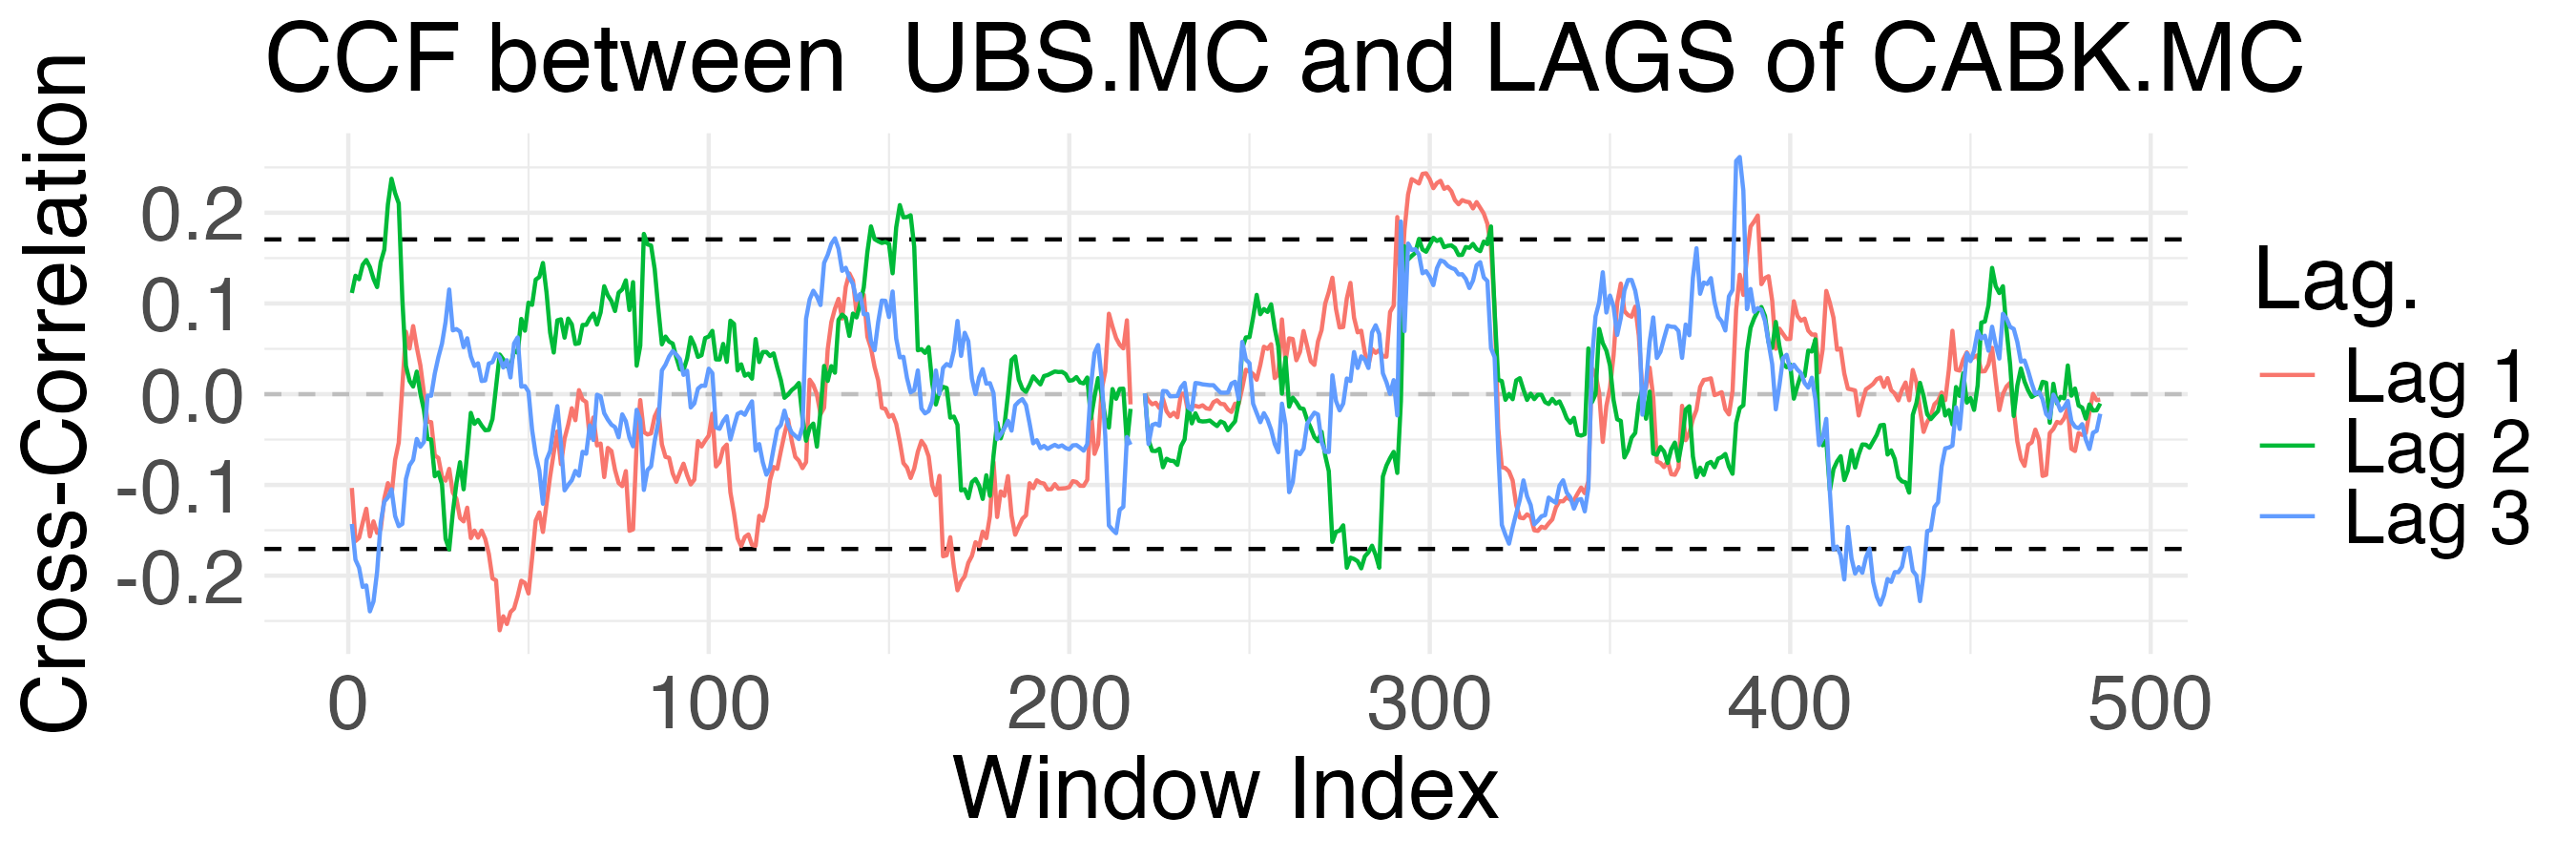 CCF between  UBS.MC and LAGS of CABK.MC
Cross-Correlation
0.2
0.1
0.0
-0.1
-0.2
0 100 200 300 400 500
Window Index
Lag.
Lag 1
Lag 2
Lag 3